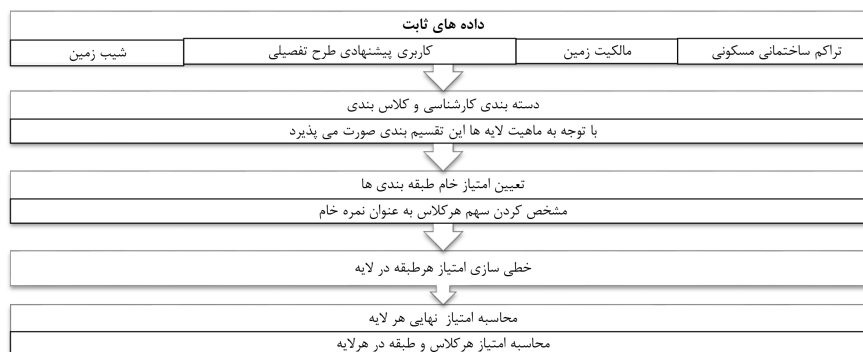 داده های ثابت
تراکم ساختمانی مسکونی مالکیت زمین کاربری پیشنهادی طرح تفصیلی شیب زمین
دسته بندی کارشناسی و کلاس بندی
با توجه به ماهیت لایه ها این تقسیم بندی صورت می پذیرد
تعیین امتیاز خام طبقه بندی ها
مشخص کردن سهم هرکلاس به عنوان نمره خام
خطی سازی امتیاز هرطبقه در لایه
محاسبه امتیاز نهایی هر لایه
محاسبه امتیاز هرکلاس و طبقه در هرلایه